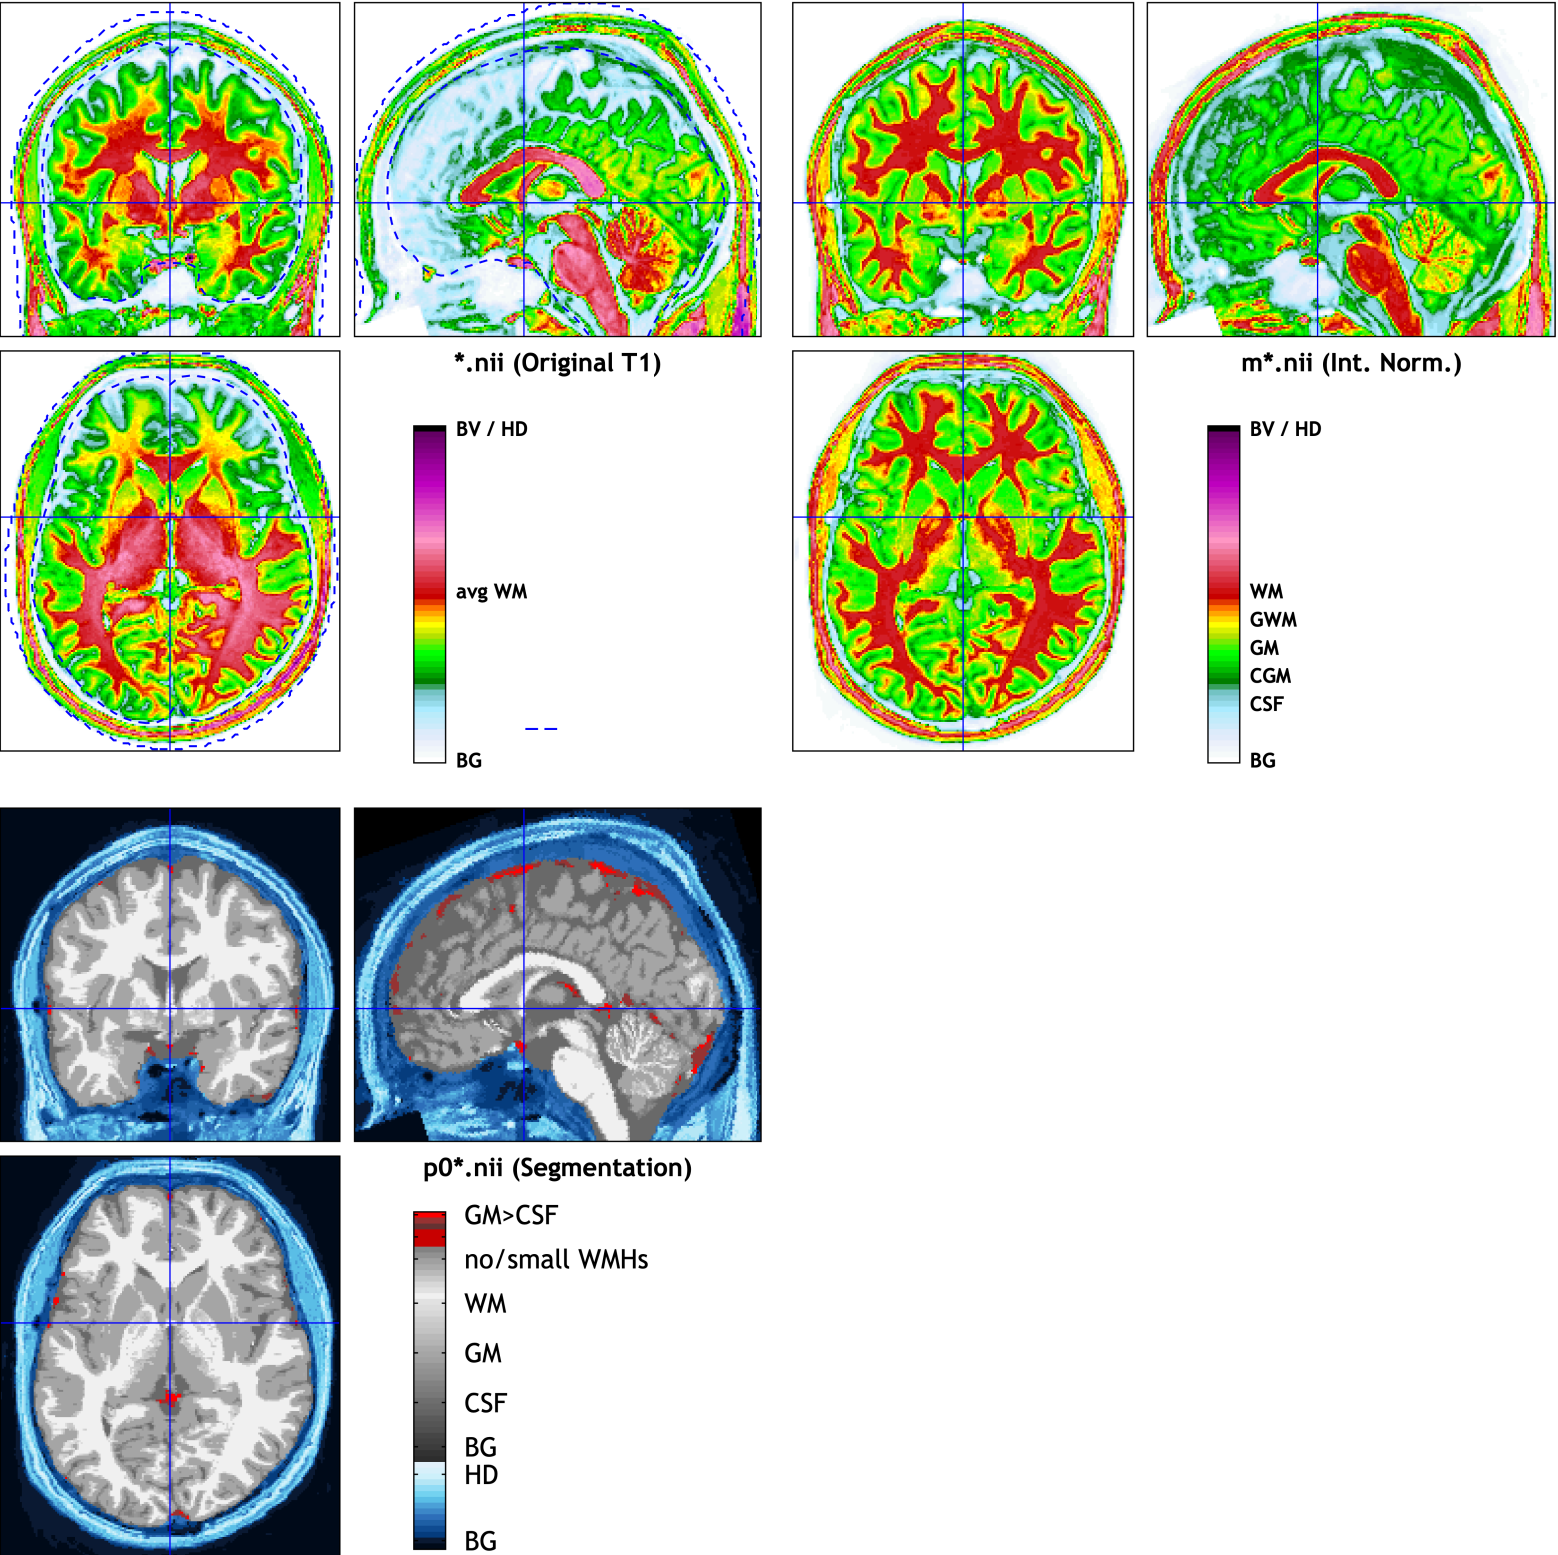 *.nii (Original T1)
BV / HD
avg WM
BG
m*.nii (Int. Norm.)
BV / HD
WM
GWM
GM
CGM
CSF
BG
p0*.nii (Segmentation)
GM>CSF
no/small WMHs
WM
GM
CSF
BG
HD
BG